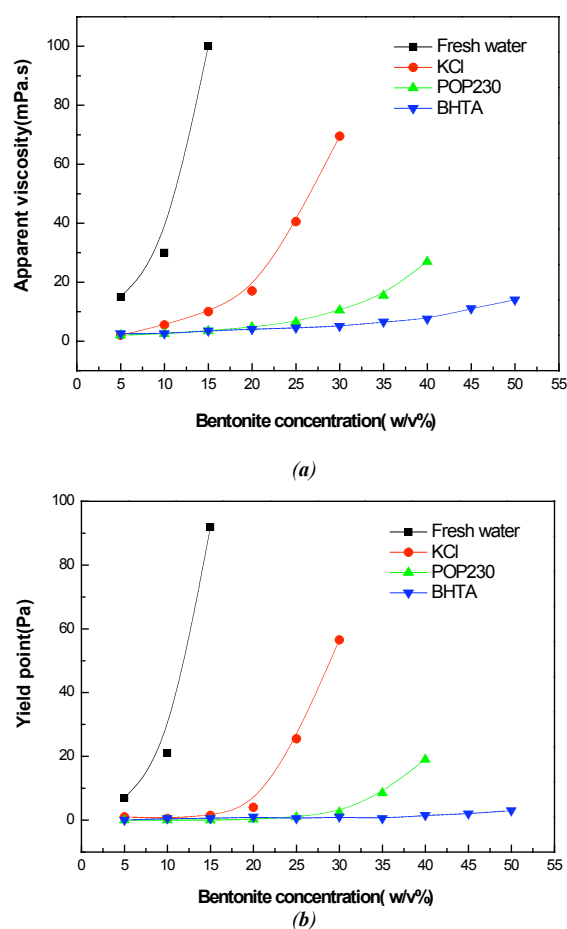 Fresh water
KCl
POP230
BHTA
100
80
60
40
20
0
Apparent viscosity(mPa.s)
0 5 10 15 20 25 30 35 40 45 50 55
Bentonite concentration( w/v%)
(a)
Fresh water
KCl
POP230
BHTA
100
80
60
40
20
0
Yield point(Pa)
0 5 10 15 20 25 30 35 40 45 50 55
Bentonite concentration( w/v%)
(b)